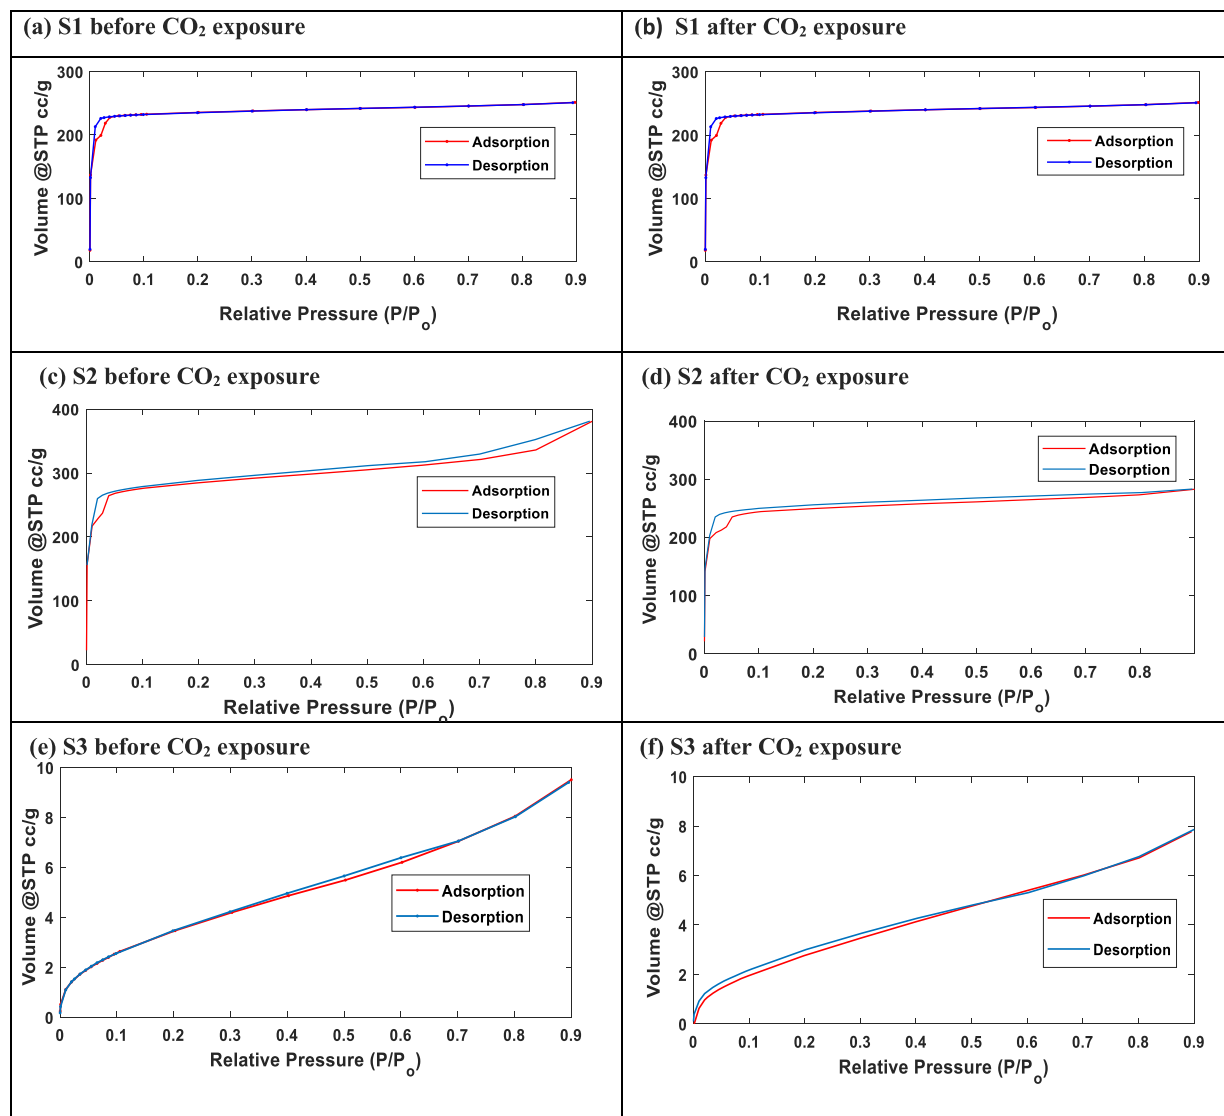 (a) S1 before CO₂ exposure
300
200
100
0
0 0.1 0.2 0.3 0.4 0.5 0.6 0.7 0.8 0.9
Volume @STP cc/g
Relative Pressure (P/Pₒ)
Adsorption
Desorption
(b) S1 after CO₂ exposure
300
200
100
0
0 0.1 0.2 0.3 0.4 0.5 0.6 0.7 0.8 0.9
Volume @STP cc/g
Relative Pressure (P/Pₒ)
Adsorption
Desorption
(c) S2 before CO₂ exposure
400
300
200
100
0
0 0.1 0.2 0.3 0.4 0.5 0.6 0.7 0.8 0.9
Volume @STP cc/g
Relative Pressure (P/Pₒ)
Adsorption
Desorption
(d) S2 after CO₂ exposure
400
300
200
100
0
0 0.1 0.2 0.3 0.4 0.5 0.6 0.7 0.8
Volume @STP cc/g
Relative Pressure (P/Pₒ)
Adsorption
Desorption
(e) S3 before CO₂ exposure
10
8
6
4
2
0
0 0.1 0.2 0.3 0.4 0.5 0.6 0.7 0.8 0.9
Volume @STP cc/g
Relative Pressure (P/Pₒ)
Adsorption
Desorption
(f) S3 after CO₂ exposure
10
8
6
4
2
0
0 0.1 0.2 0.3 0.4 0.5 0.6 0.7 0.8 0.9
Volume @STP cc/g
Relative Pressure (P/Pₒ)
Adsorption
Desorption